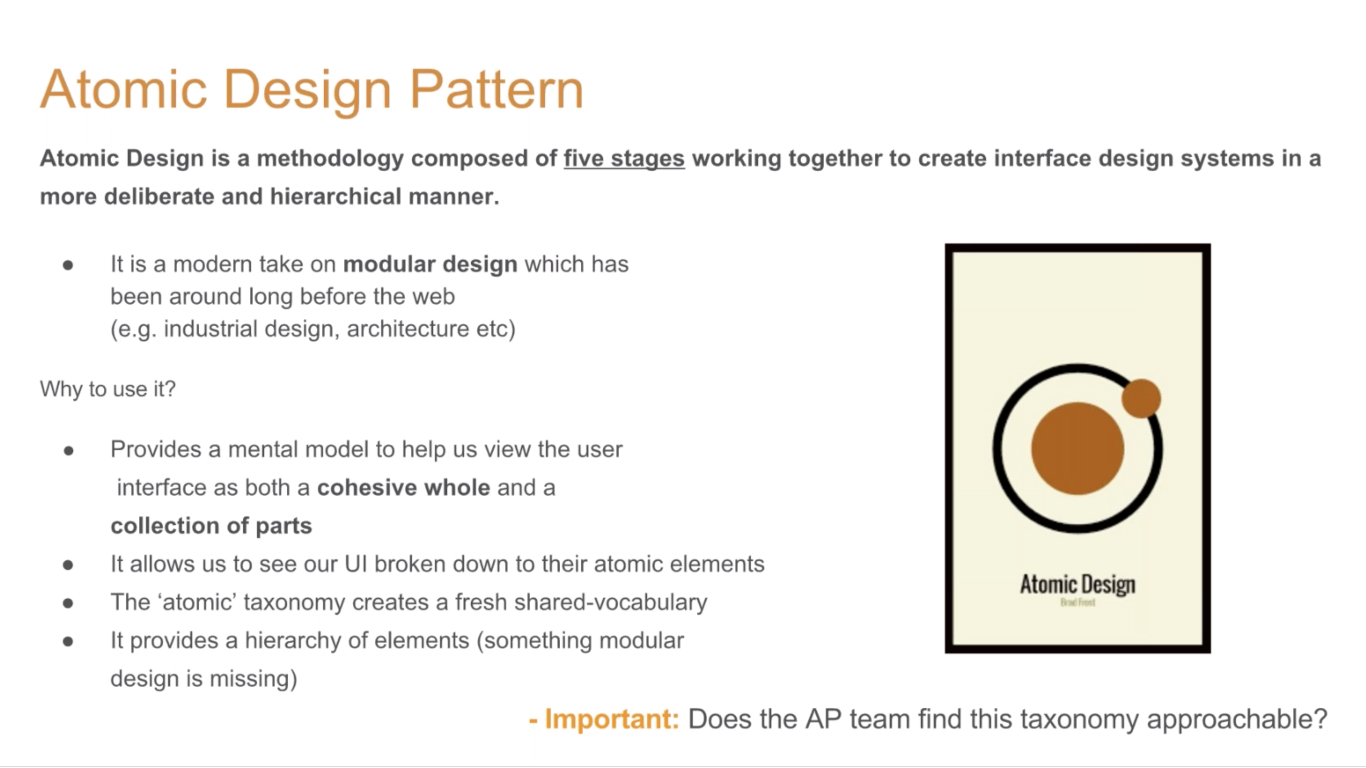 Atomic Design Pattern
Atomic Design is a methodology composed of five stages working together to create interface design systems in a
more deliberate and hierarchical manner.
● It is a modern take on modular design which has
been around long before the web
(e.g. industrial design, architecture etc)
Why to use it?
● Provides a mental model to help us view the user
interface as both a cohesive whole and a
collection of parts
● It allows us to see our UI broken down to their atomic elements
● The ‘atomic’ taxonomy creates a fresh shared-vocabulary
● It provides a hierarchy of elements (something modular
design is missing)
Atomic Design
Brad Frost
- Important: Does the AP team find this taxonomy approachable?